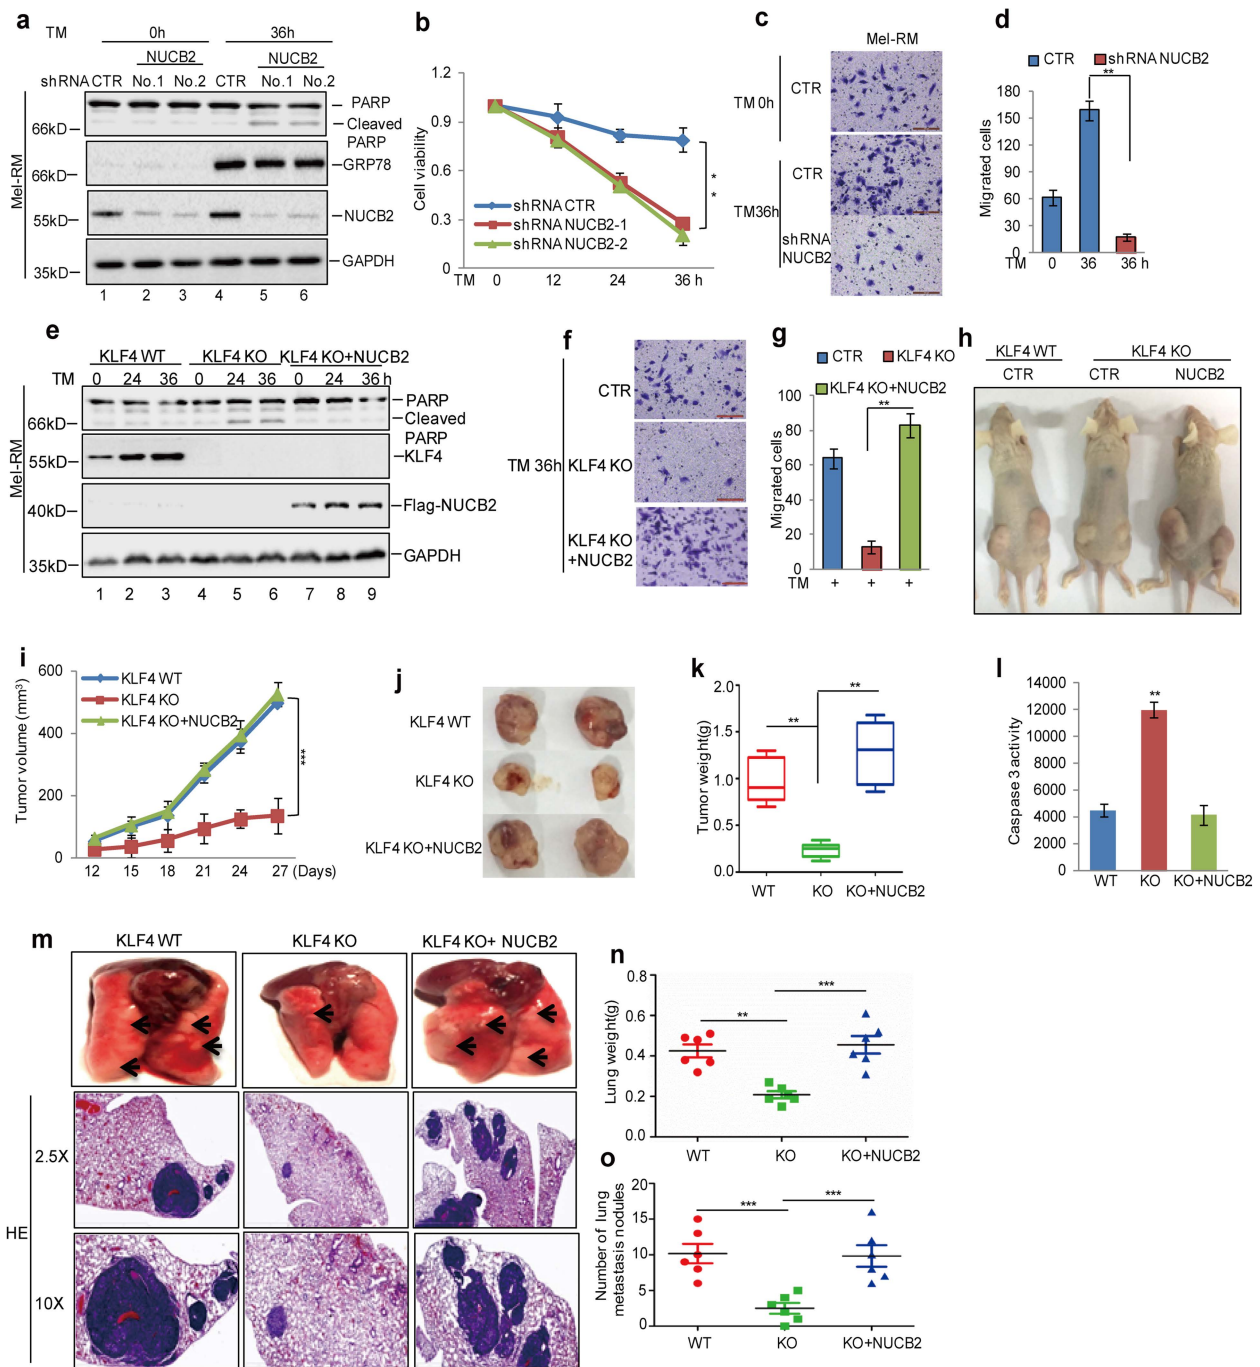 a
TM 0h 36h
NUCB2 NUCB2
shRNA CTR No.1 No.2 CTR No.1 No.2
Mel-RM
PARP
66kD
Cleaved PARP
GRP78
66kD
NUCB2
55kD
GAPDH
35kD
1 2 3 4 5 6
b
Cell viability
1.2
0.9
0.6
0.3
0
shRNA CTR
shRNA NUCB2-1
shRNA NUCB2-2
**
TM 0 12 24 36 h
c
Mel-RM
TM 0h
CTR
TM36h
CTR
shRNA NUCB2
d
CTR shRNA NUCB2
**
Migrated cells
180
150
120
90
60
30
0
TM 0 36 36 h
e
KLF4 WT KLF4 KO KLF4 KO+NUCB2
TM 0 24 36 0 24 36 0 24 36 h
Mel-RM
PARP
66kD
Cleaved PARP
55kD
KLF4
40kD
Flag-NUCB2
35kD
GAPDH
1 2 3 4 5 6 7 8 9
f
TM 36h
CTR
KLF4 KO
KLF4 KO +NUCB2
g
CTR KLF4 KO
KLF4 KO+NUCB2
**
Migrated cells
100
80
60
40
20
0
TM + + +
h
KLF4 WT KLF4 KO
CTR CTR NUCB2
i
Tumor volume (mm³)
600
400
200
0
KLF4 WT
KLF4 KO
KLF4 KO+NUCB2
***
12 15 18 21 24 27 (Days)
j
KLF4 WT
KLF4 KO
KLF4 KO+NUCB2
k
Tumor weight(g)
2.0
1.5
1.0
0.5
0.0
** **
WT KO KO+NUCB2
l
Caspase 3 activity
14000
12000
10000
8000
6000
4000
2000
0
**
WT KO KO+NUCB2
m
KLF4 WT KLF4 KO KLF4 KO+ NUCB2
HE
2.5X
10X
n
Lung weight(g)
0.8
0.6
0.4
0.2
0.0
** ***
WT KO KO+NUCB2
o
Number of lung
metastasis nodules
20
15
10
5
0
*** ***
WT KO KO+NUCB2